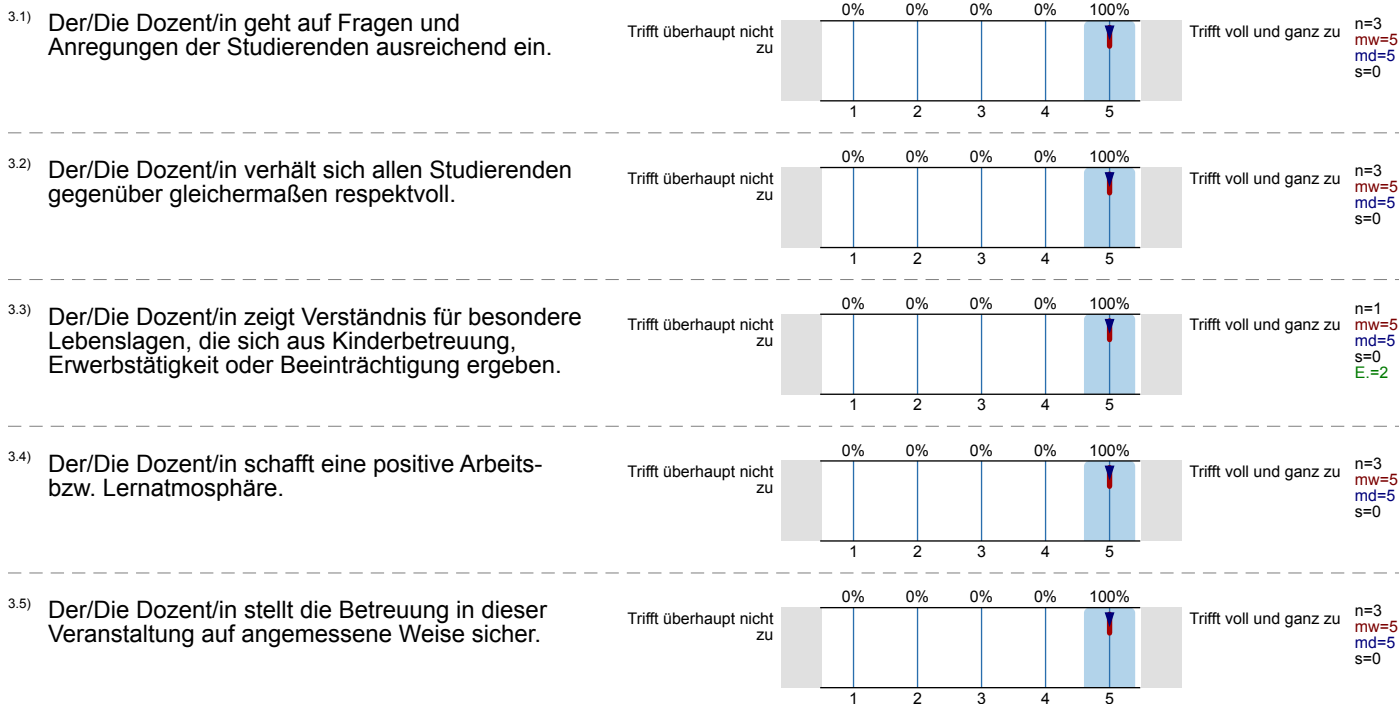 3.1) Der/Die Dozent/in geht auf Fragen und
Anregungen der Studierenden ausreichend ein.
Trifft überhaupt nicht
zu
0% 0% 0% 0% 100%
1 2 3 4 5
Trifft voll und ganz zu
n=3
mw=5
md=5
s=0
3.2) Der/Die Dozent/in verhält sich allen Studierenden
gegenüber gleichermaßen respektvoll.
Trifft überhaupt nicht
zu
0% 0% 0% 0% 100%
1 2 3 4 5
Trifft voll und ganz zu
n=3
mw=5
md=5
s=0
3.3) Der/Die Dozent/in zeigt Verständnis für besondere
Lebenslagen, die sich aus Kinderbetreuung,
Erwerbstätigkeit oder Beeinträchtigung ergeben.
Trifft überhaupt nicht
zu
0% 0% 0% 0% 100%
1 2 3 4 5
Trifft voll und ganz zu
n=1
mw=5
md=5
s=0
E.=2
3.4) Der/Die Dozent/in schafft eine positive Arbeits-
bzw. Lernatmosphäre.
Trifft überhaupt nicht
zu
0% 0% 0% 0% 100%
1 2 3 4 5
Trifft voll und ganz zu
n=3
mw=5
md=5
s=0
3.5) Der/Die Dozent/in stellt die Betreuung in dieser
Veranstaltung auf angemessene Weise sicher.
Trifft überhaupt nicht
zu
0% 0% 0% 0% 100%
1 2 3 4 5
Trifft voll und ganz zu
n=3
mw=5
md=5
s=0